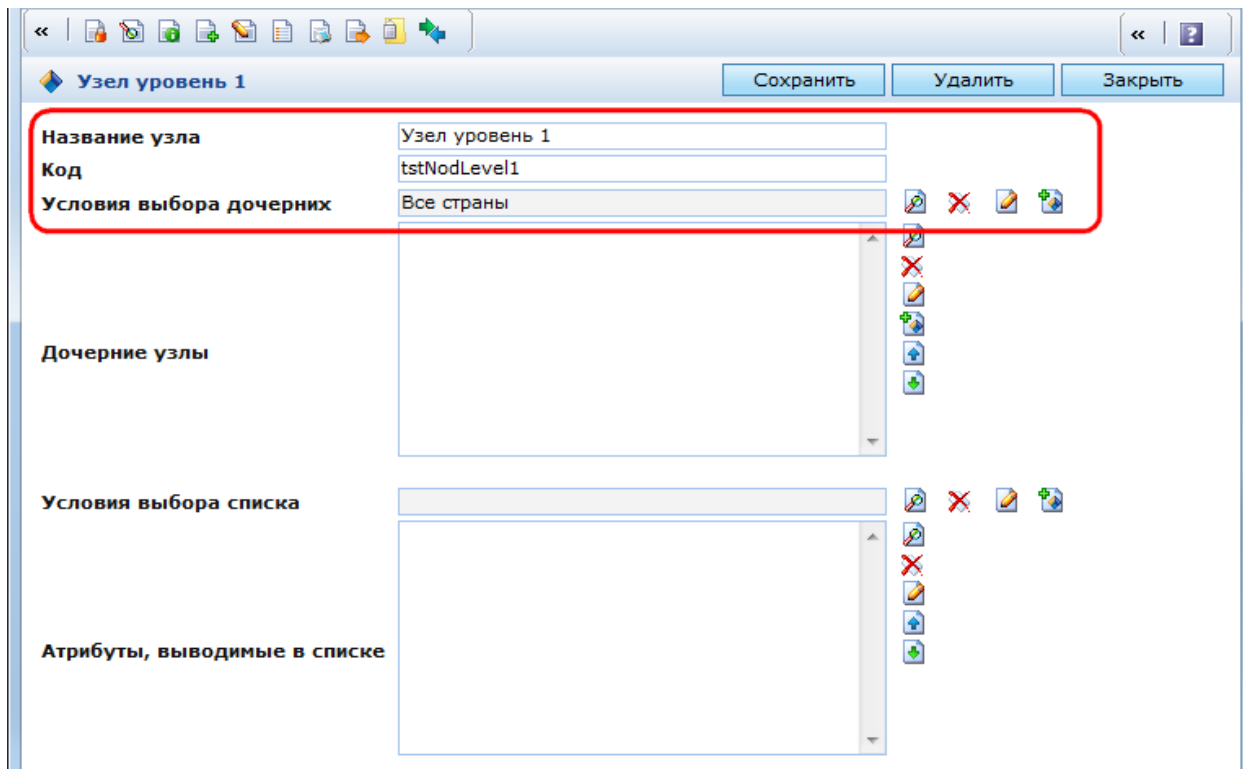 «
« ?
Узел уровень 1 Сохранить Удалить Закрыть
Название узла Узел уровень 1
Код tstNodLevel1
Условия выбора дочерних Все страны
Дочерние узлы
Условия выбора списка
Атрибуты, выводимые в списке